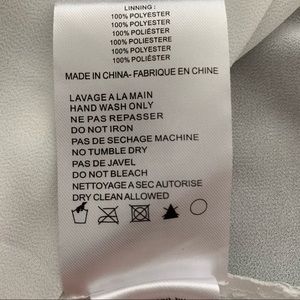 LINNING :
100% POLYESTER
100% POLYESTER
100% POLIÉSTER
100% POLIESTERE
100% POLYESTER
100% POLIÉSTER
MADE IN CHINA- FABRIQUE EN CHINE
LAVAGE A LA MAIN
HAND WASH ONLY
NE PAS REPASSER
DO NOT IRON
PAS DE SECHAGE MACHINE
NO TUMBLE DRY
PAS DE JAVEL
DO NOT BLEACH
NETTOYAGE A SEC AUTORISE
DRY CLEAN ALLOWED